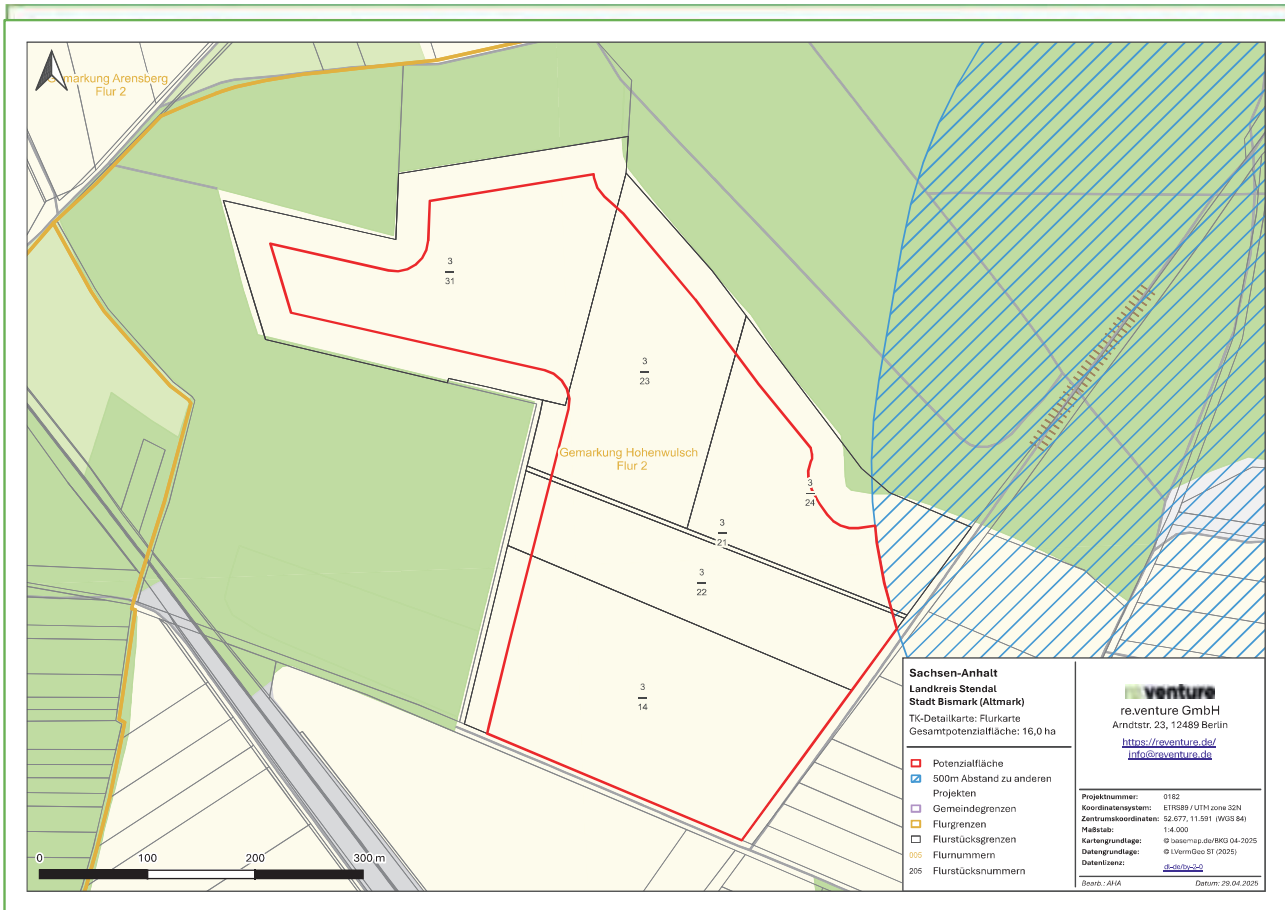 markung Arensberg
Flur 2
3
31
3
23
Gemarkung Hohenwulsch
Flur 2
3
24
3
21
3
22
3
14
0 100 200 300 m
Sachsen-Anhalt
Landkreis Stendal
Stadt Bismark (Altmark)
TK-Detailkarte: Flurkarte
Gesamtpotenzialfläche: 16,0 ha
Potenzialfläche
500m Abstand zu anderen
Projekten
Gemeindegrenzen
Flurgrenzen
Flurstücksgrenzen
006 Flurnummern
205 Flurstücksnummern
re.venture
re.venture GmbH
Arndtstr. 23, 12489 Berlin
https://reventure.de/
info@reventure.de
Projektnummer: 0182
Koordinatensystem: ETRS89 / UTM zone 32N
Zentrumskoordinaten: 52.677, 11.591 (WGS 84)
Maßstab: 1:4.000
Kartengrundlage: © basemap.de/BKG 04-2025
Datengrundlage: © LVermGeo ST (2025)
Datenlizenz: dl-de/by-2-0
Bearb.: AHA Datum: 29.04.2025